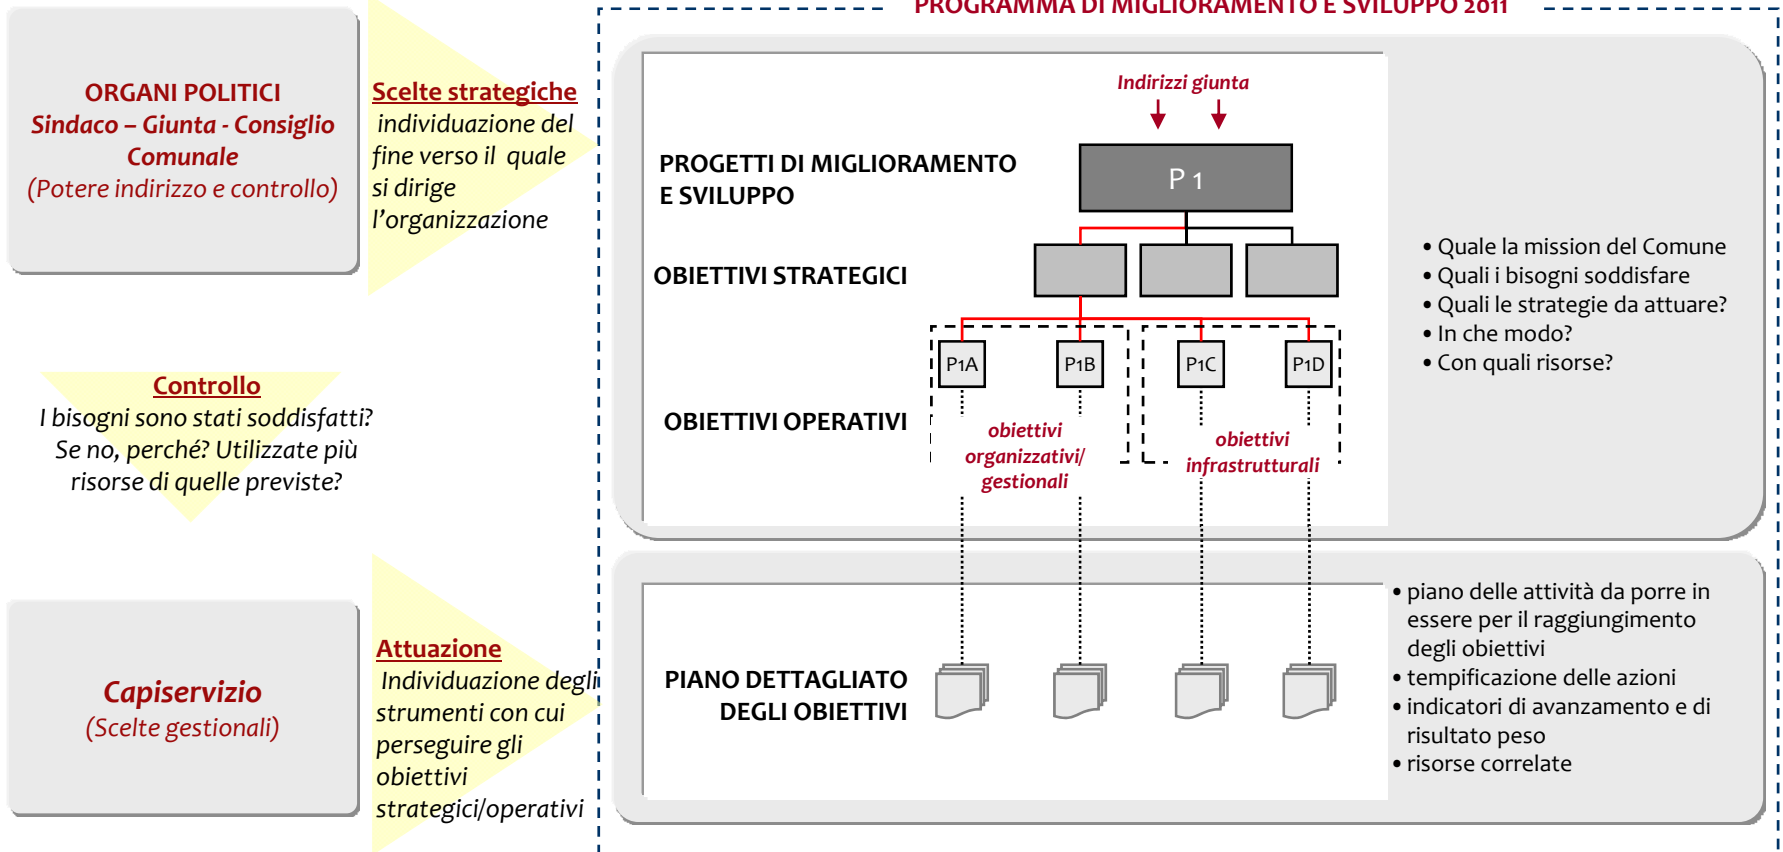 PROGRAMMA DI MIGLIORAMENTO E SVILUPPO 2011
ORGANI POLITICI
Sindaco – Giunta - Consiglio
Comunale
(Potere indirizzo e controllo)
Scelte strategiche
individuazione del
fine verso il quale
si dirige
l'organizzazione
Indirizzi giunta
PROGETTI DI MIGLIORAMENTO
E SVILUPPO
P 1
OBIETTIVI STRATEGICI
P1A
P1B
P1C
P1D
OBIETTIVI OPERATIVI
obiettivi
organizzativi/
gestionali
obiettivi
infrastrutturali
• Quale la mission del Comune
• Quali i bisogni soddisfare
• Quali le strategie da attuare?
• In che modo?
• Con quali risorse?
Controllo
I bisogni sono stati soddisfatti?
Se no, perché? Utilizzate più
risorse di quelle previste?
Capiservizio
(Scelte gestionali)
Attuazione
Individuazione degli
strumenti con cui
perseguire gli
obiettivi
strategici/operativi
PIANO DETTAGLIATO
DEGLI OBIETTIVI
• piano delle attività da porre in
essere per il raggiungimento
degli obiettivi
• tempificazione delle azioni
• indicatori di avanzamento e di
risultato peso
• risorse correlate